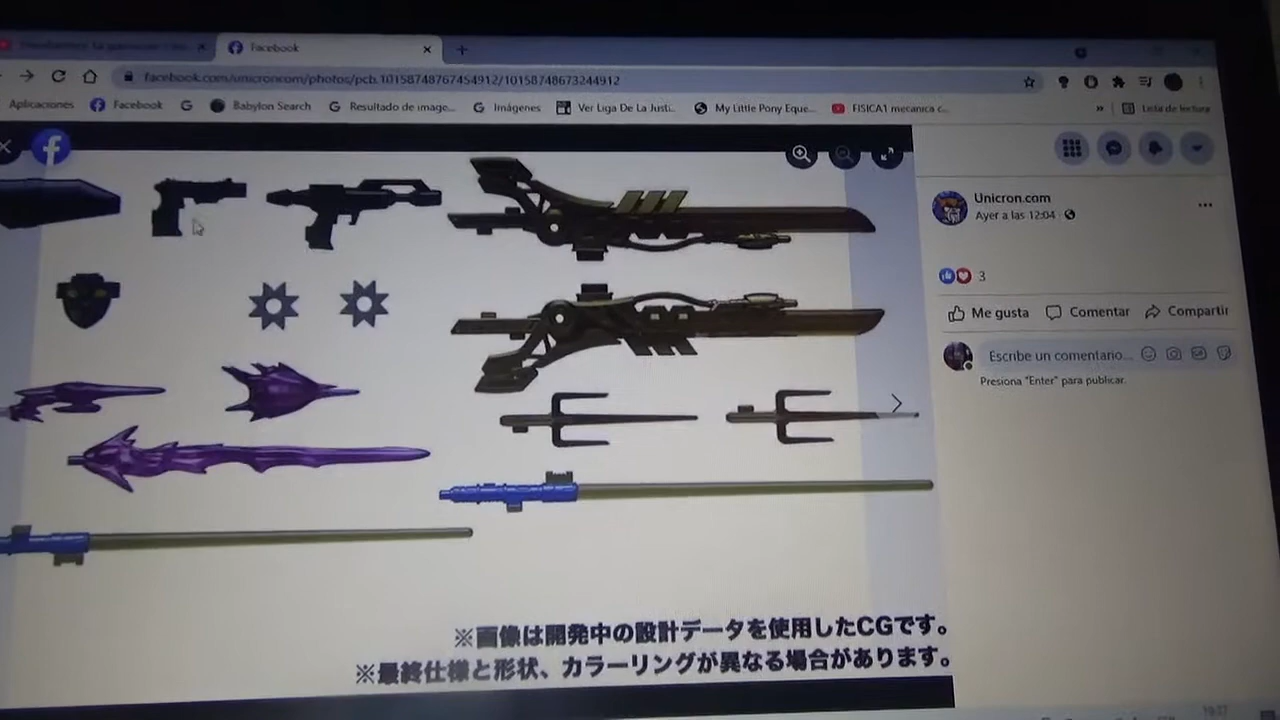 Facebook
facebook.com/unicroncom/photos/pcb.10158748767454912/10158748673244912
Aplicaciones
Facebook
Babylon Search
Resultado de image...
Imágenes
Ver Liga De La Justi...
My Little Pony Eque...
FISICA1 mecanica c...
Lista de lectura
Unicron.com
Ayer a las 12:04
3
Me gusta
Comentar
Compartir
Escribe un comentario...
Presiona "Enter" para publicar.
※画像は開発中の設計データを使用したCGです。
※最終仕様と形状、カラーリングが異なる場合があります。